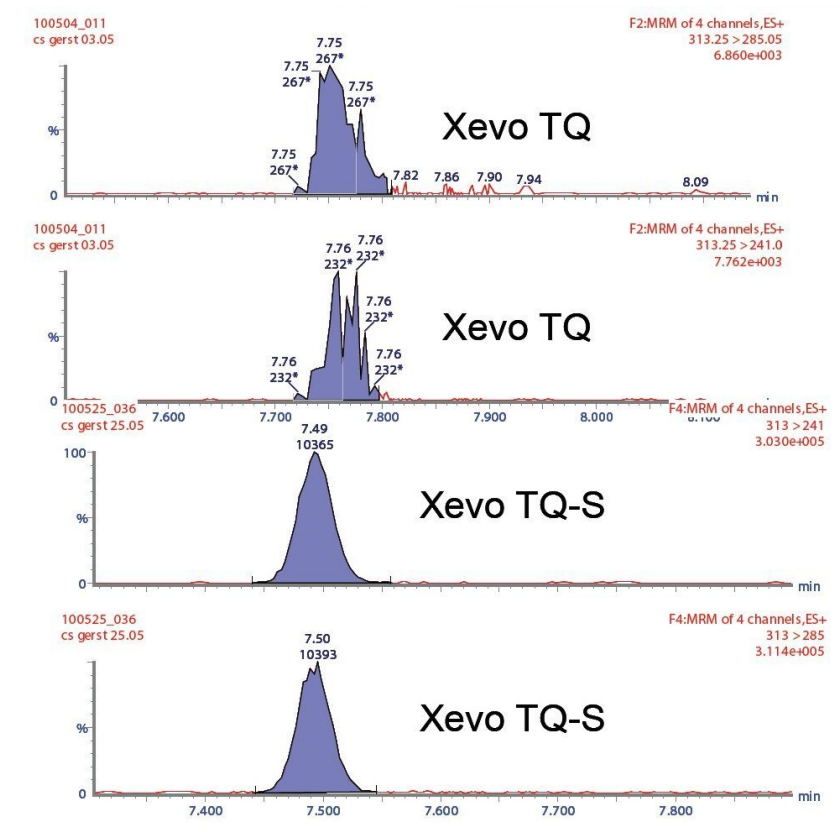 100504_011
cs gerst 03.05
F2:MRM of 4 channels,ES+
313.25 > 285.05
6.860e+003
7.75
267*
7.75
267*
7.75
267*
7.75
267*
Xevo TQ
%
0
7.82
7.86
7.90
7.94
8.09
min
100504_011
cs gerst 03.05
F2:MRM of 4 channels,ES+
313.25 > 241.0
7.762e+003
7.76
232*
7.76
232*
7.76
232*
7.76
232*
7.76
232*
Xevo TQ
%
0
7.600
7.700
7.800
7.900
8.000
8.100
100525_036
cs gerst 25.05
F4:MRM of 4 channels,ES+
313 > 241
3.030e+005
7.49
10365
Xevo TQ-S
100
%
0
min
100525_036
cs gerst 25.05
F4:MRM of 4 channels,ES+
313 > 285
3.114e+005
7.50
10393
Xevo TQ-S
%
0
min
7.400
7.500
7.600
7.700
7.800